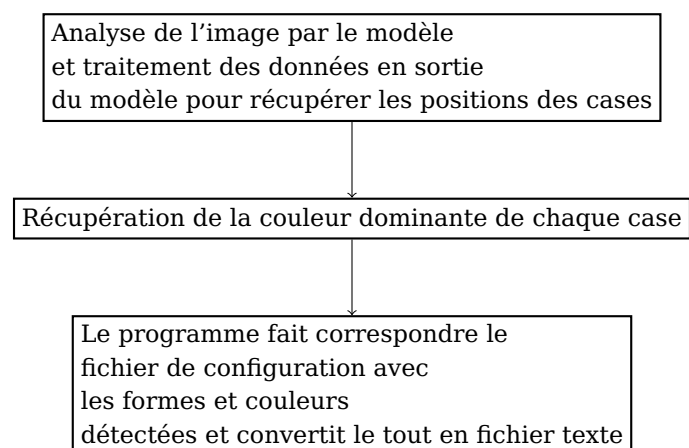 Analyse de l'image par le modèle
et traitement des données en sortie
du modèle pour récupérer les positions des cases
Récupération de la couleur dominante de chaque case
Le programme fait correspondre le
fichier de configuration avec
les formes et couleurs
détectées et convertit le tout en fichier texte